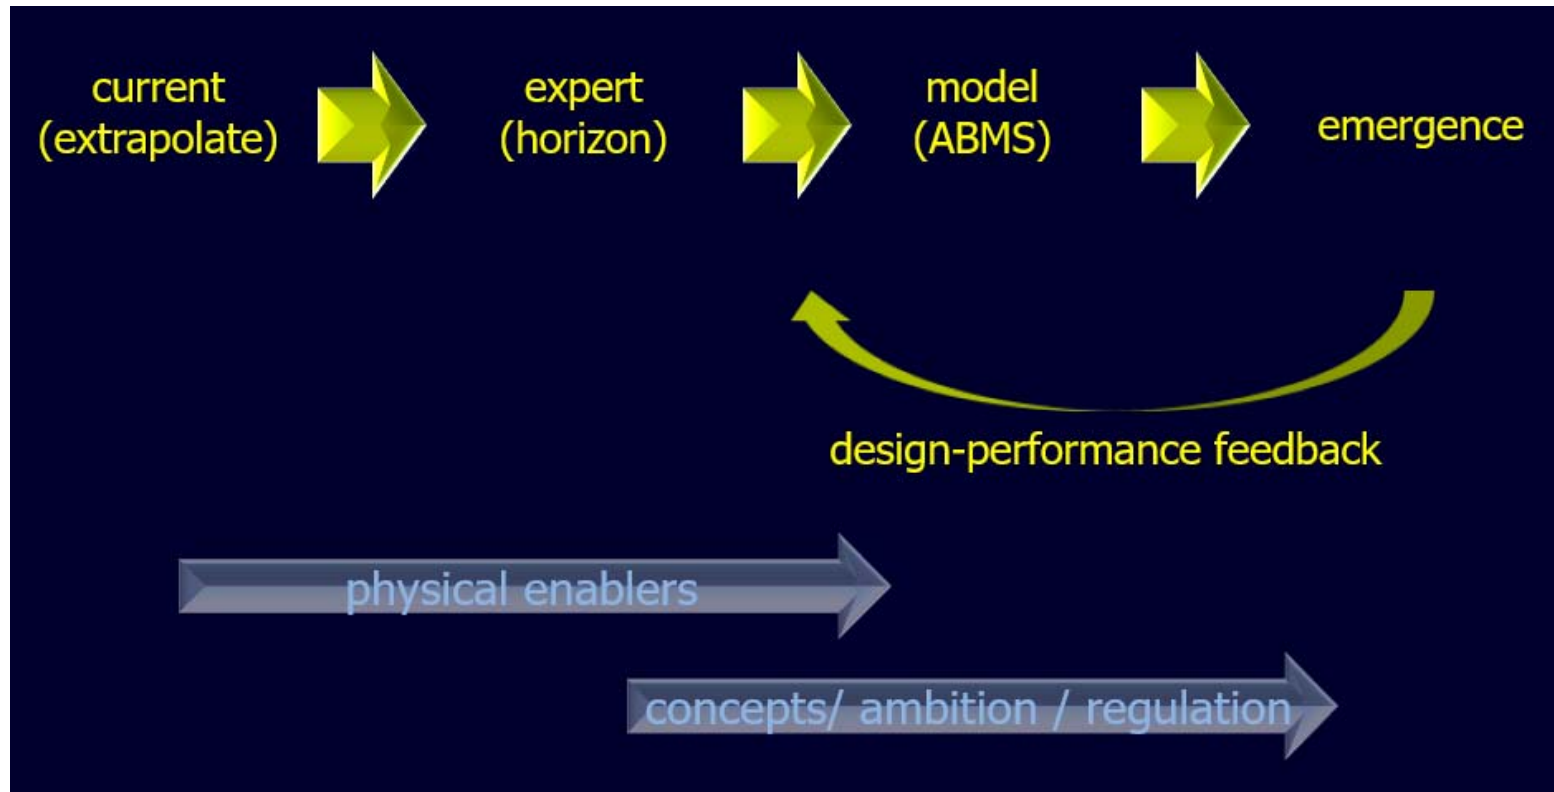 current
(extrapolate)
expert
(horizon)
model
(ABMS)
emergence
design-performance feedback
physical enablers
concepts/ ambition / regulation